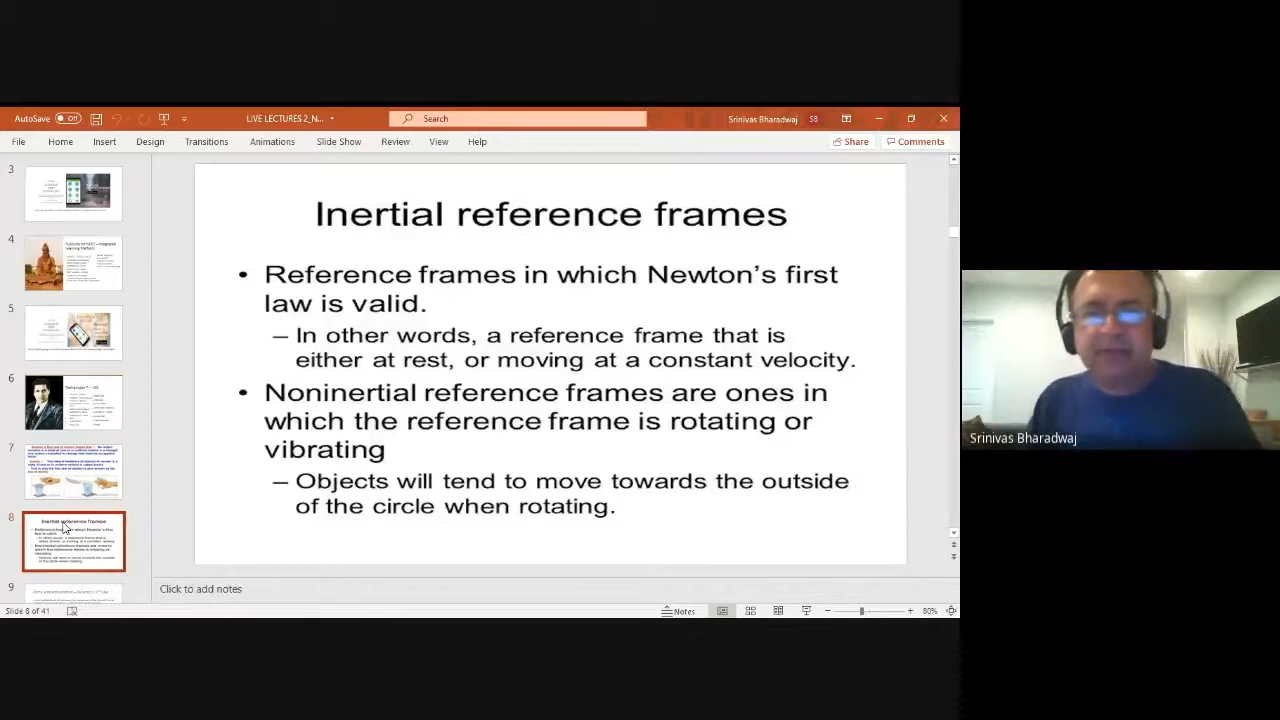 AutoSave Off LIVE LECTURES 2_N... Search Srinivas Bharadwaj SB
File Home Insert Design Transitions Animations Slide Show Review View Help Share Comments
3
4
5
6
7
8
Inertial reference frames
9
Inertial reference frames
• Reference frames in which Newton's first
law is valid.
– In other words, a reference frame that is
either at rest, or moving at a constant velocity.
• Noninertial reference frames are ones in
which the reference frame is rotating or
vibrating
– Objects will tend to move towards the outside
of the circle when rotating.
Click to add notes
Slide 8 of 41 Notes 80%
Srinivas Bharadwaj